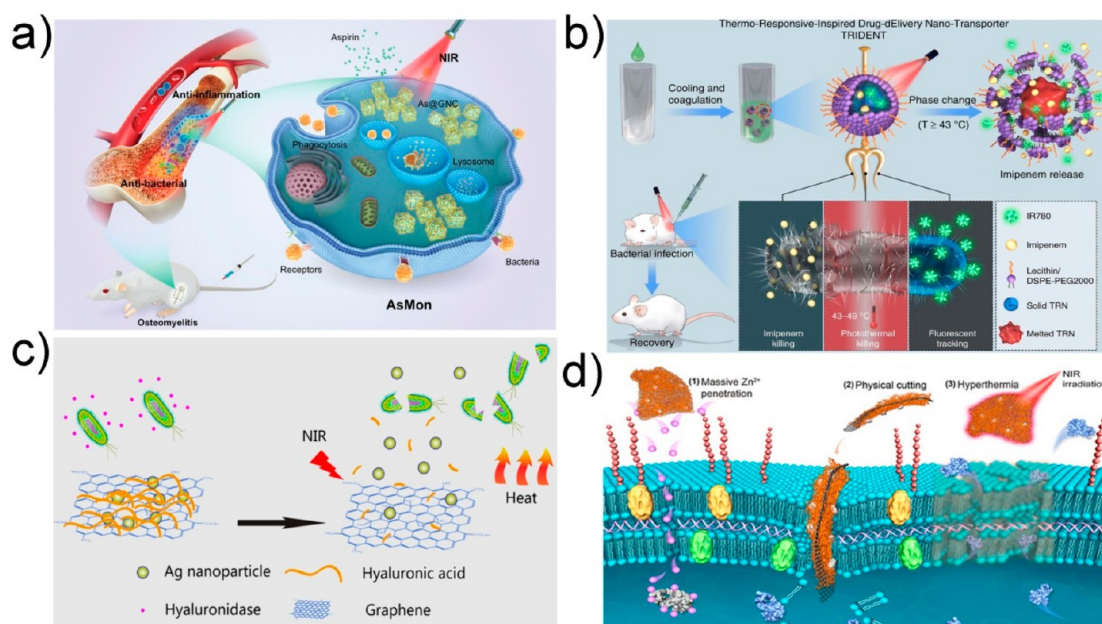 a)
Aspirin
NIR
Anti-inflammation
As@GNC
Phagocytosis
Lysosome
Anti-bacterial
Receptors
Bacteria
AsMon
Osteomyelitis
b)
Thermo-Responsive-Inspired Drug-dElivery Nano-Transporter
TRIDENT
Cooling and
coagulation
Phase change
(T ≥ 43 °C)
Imipenem release
Bacterial infection
Recovery
43–49 °C
Imipenem
killing
Photothermal
killing
Fluorescent
tracking
IR780
Imipenem
Lecithin/
DSPE-PEG2000
Solid TRN
Melted TRN
c)
NIR
Heat
Ag nanoparticle
Hyaluronic acid
Hyaluronidase
Graphene
d)
(1) Massive Zn²⁺
penetration
(2) Physical cutting
(3) Hyperthermia
NIR
irradiation